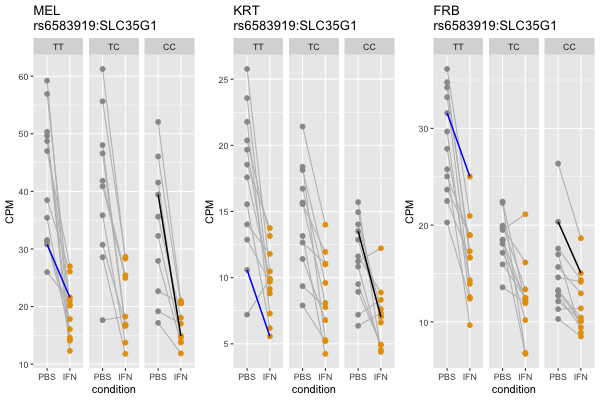 MEL
rs6583919:SLC35G1
TT TC CC
60
50
40
30
20
10
CPM
PBS IFN PBS IFN PBS IFN
condition
KRT
rs6583919:SLC35G1
TT TC CC
25
20
15
10
5
CPM
PBS IFN PBS IFN PBS IFN
condition
FRB
rs6583919:SLC35G1
TT TC CC
30
20
10
CPM
PBS IFN PBS IFN PBS IFN
condition